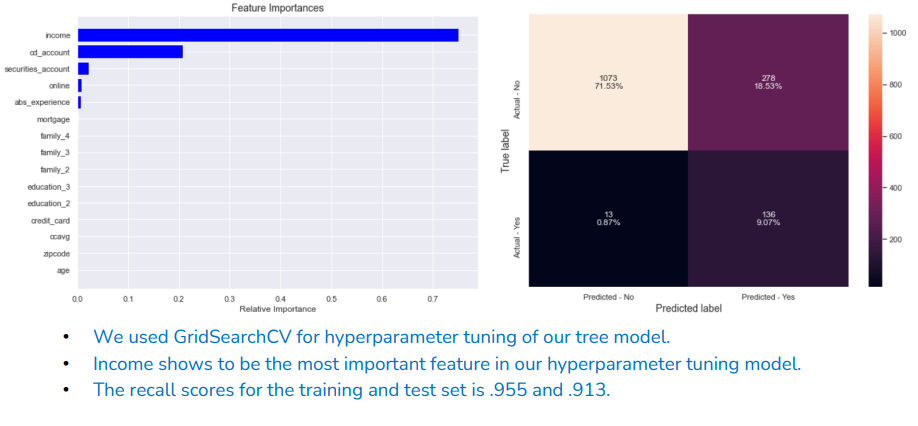 Feature Importances
income
cd_account
securities_account
online
abs_experience
mortgage
family_4
family_3
family_2
education_3
education_2
credit_card
ccavg
zipcode
age
0.0 0.1 0.2 0.3 0.4 0.5 0.6 0.7
Relative Importance
True label
Actual - No
Actual - Yes
1073
71.53%
278
18.53%
13
0.87%
136
9.07%
Predicted - No Predicted - Yes
Predicted label
1000
800
600
400
200
• We used GridSearchCV for hyperparameter tuning of our tree model.
• Income shows to be the most important feature in our hyperparameter tuning model.
• The recall scores for the training and test set is .955 and .913.